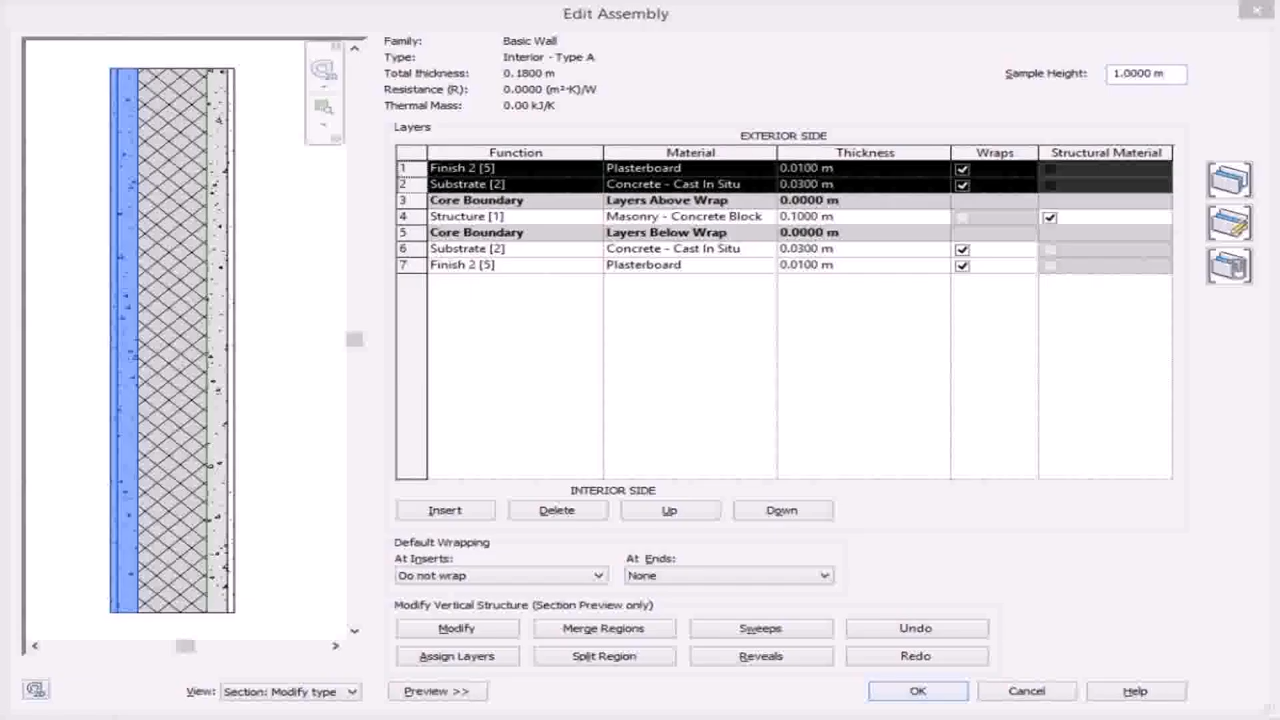 Edit Assembly
Family: Basic Wall
Type: Interior - Type A
Total thickness: 0.1800 m
Resistance (R): 0.0000 (m²·K)/W
Thermal Mass: 0.00 kJ/K
Sample Height: 1.0000 m
Layers
EXTERIOR SIDE
Function Material Thickness Wraps Structural Material
1 Finish 2 [5] Plasterboard 0.0100 m
2 Substrate [2] Concrete - Cast In Situ 0.0300 m
3 Core Boundary Layers Above Wrap 0.0000 m
4 Structure [1] Masonry - Concrete Block 0.1000 m
5 Core Boundary Layers Below Wrap 0.0000 m
6 Substrate [2] Concrete - Cast In Situ 0.0300 m
7 Finish 2 [5] Plasterboard 0.0100 m
INTERIOR SIDE
Insert Delete Up Down
Default Wrapping
At Inserts: At Ends:
Do not wrap None
Modify Vertical Structure (Section Preview only)
Modify Merge Regions Sweeps Undo
Assign Layers Split Region Reveals Redo
View: Section: Modify type Preview >> OK Cancel Help